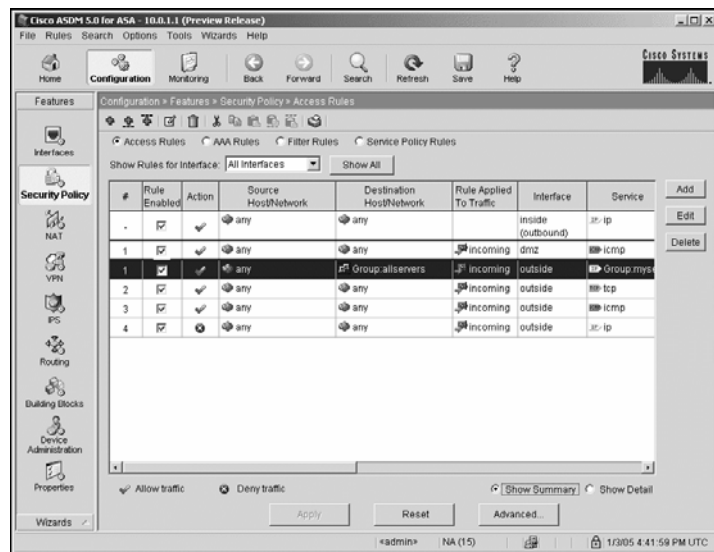 Cisco ASDM 5.0 for ASA - 10.0.1.1 (Preview Release)
File Rules Search Options Tools Wizards Help
Home Configuration Monitoring Back Forward Search Refresh Save Help
CISCO SYSTEMS
Features
Configuration > Features > Security Policy > Access Rules
Interfaces
Security Policy
NAT
VPN
IPS
Routing
Building Blocks
Device Administration
Properties
Wizards
Access Rules AAA Rules Filter Rules Service Policy Rules
Show Rules for Interface: All Interfaces Show All
# Rule Enabled Action Source Host/Network Destination Host/Network Rule Applied To Traffic Interface Service
- any any inside (outbound) ip
1 any any incoming dmz icmp
1 any Group:allservers incoming outside Group:myse
2 any any incoming outside tcp
3 any any incoming outside icmp
4 any any incoming outside ip
Add
Edit
Delete
Allow traffic Deny traffic Show Summary Show Detail
Apply Reset Advanced...
<admin> NA (15) 1/3/05 4:41:59 PM UTC